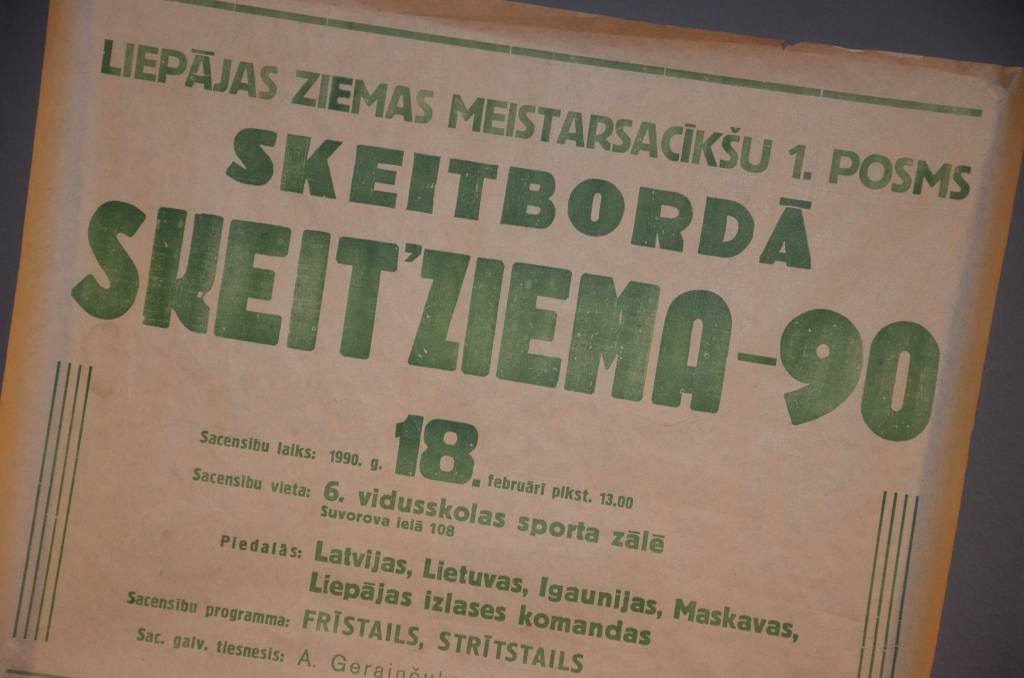 LIEPĀJAS ZIEMAS MEISTARSACĪKŠU 1. POSMS
SKEITBORDĀ
SKEIT'ZIEMA-90
Sacensību laiks: 1990. g. 18. februāri plkst. 13.00
Sacensību vieta: 6. vidusskolas sporta zālē
Suvorova ielā 108
Piedalās: Latvijas, Lietuvas, Igaunijas, Maskavas,
Liepājas izlases komandas
Sacensību programma: FRĪSTAILS, STRĪTSTAILS
Sac. galv. tiesnesis: A.